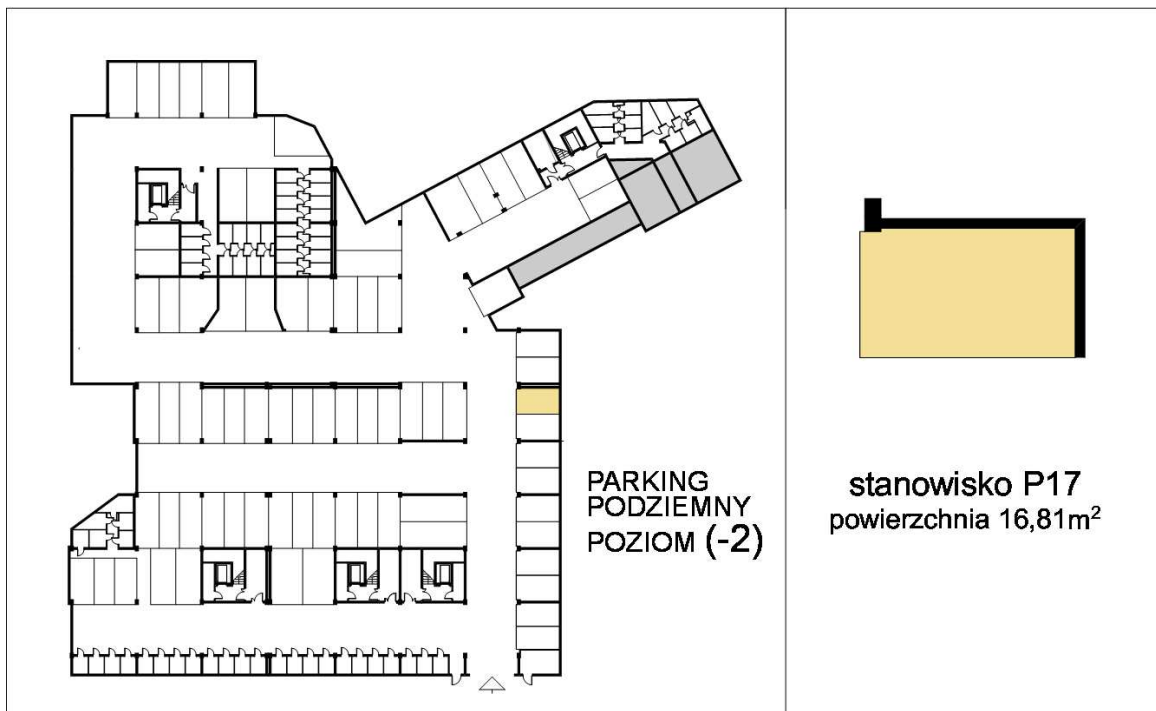 PARKING
PODZIEMNY
POZIOM (-2)
stanowisko P17
powierzchnia 16,81m²